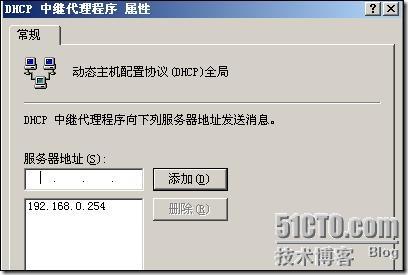 DHCP 中继代理程序 属性
常规
动态主机配置协议(DHCP)全局
DHCP 中继代理程序向下列服务器地址发送消息。
服务器地址(S):
添加(D)
192.168.0.254
删除(R)
51CTO.com
技术博客 Blog